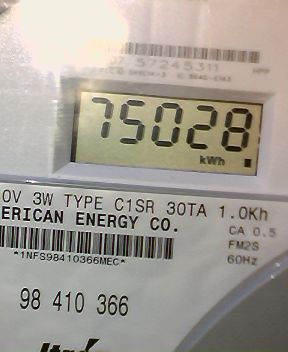 57245311
75028
kWh
0V 3W TYPE C1SR 30TA 1.0Kh
ERICAN ENERGY CO.
CA 0.5
FM2S
*1NFS98410366MEC*
60Hz
98 410 366